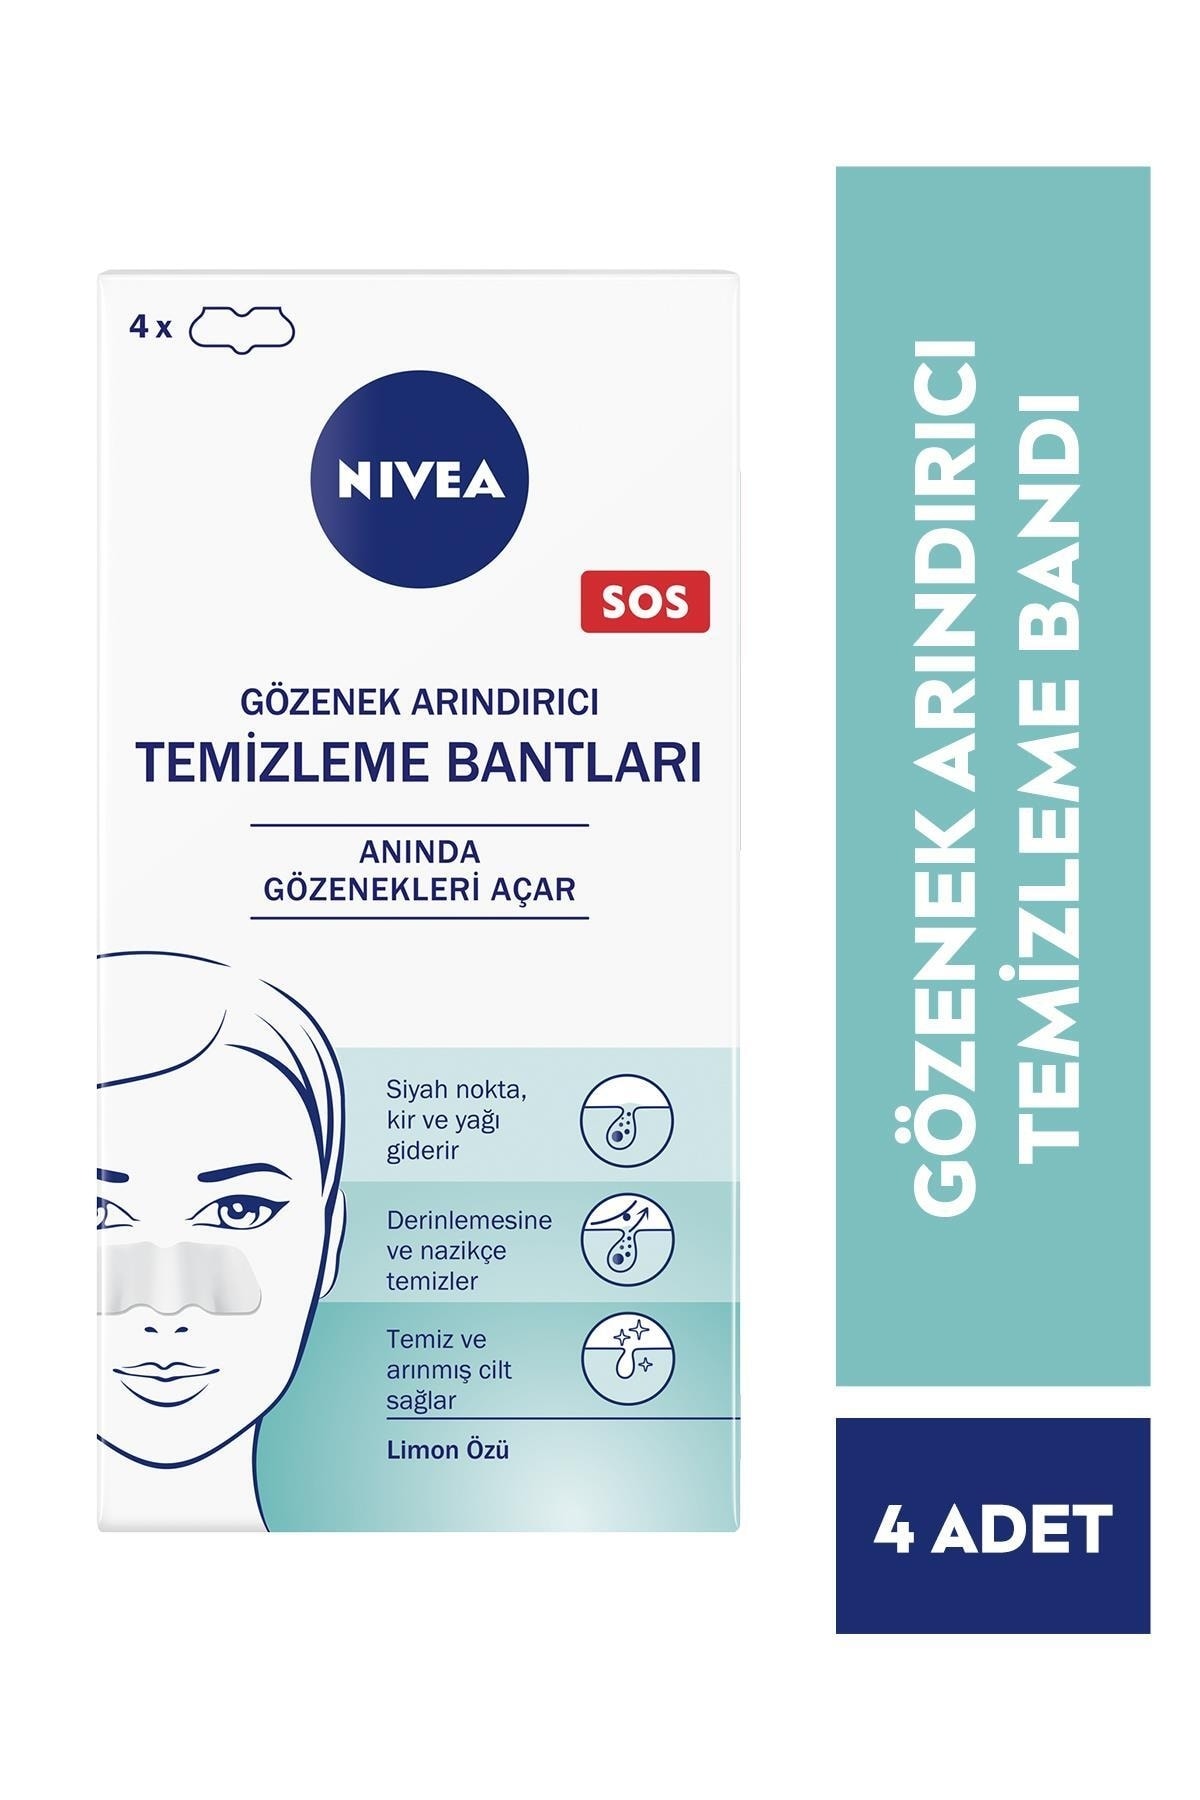 4 x
NIVEA
SOS
GÖZENEK ARINDIRICI
TEMİZLEME BANTLARI
ANINDA
GÖZENEKLERİ AÇAR
Siyah nokta,
kir ve yağı
giderir
Derinlemesine
ve nazikçe
temizler
Temiz ve
arınmış cilt
sağlar
Limon Özü
GÖZENEK ARINDIRICI
TEMİZLEME BANDI
4 ADET